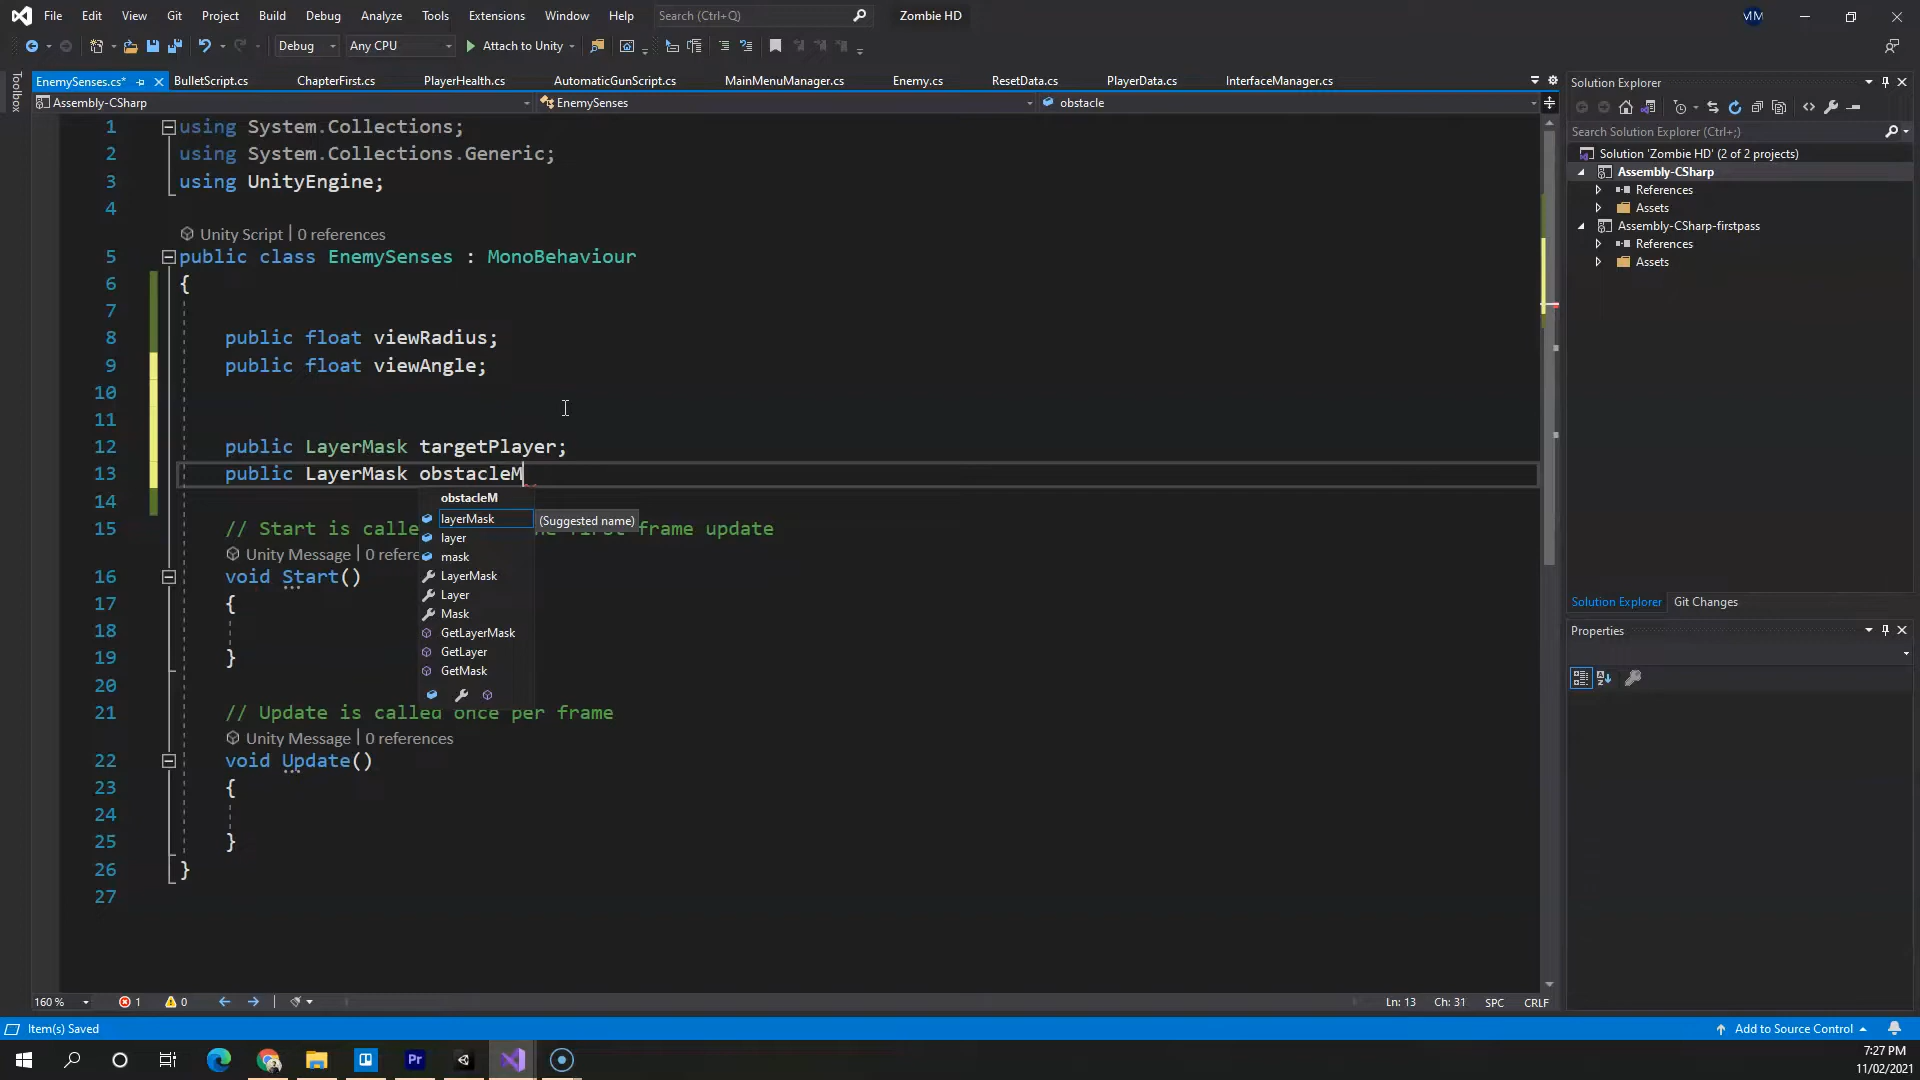 File Edit View Git Project Build Debug Analyze Tools Extensions Window Help Search (Ctrl+Q) Zombie HD MM
Debug Any CPU Attach to Unity
Toolbox
EnemySenses.cs* BulletScript.cs ChapterFirst.cs PlayerHealth.cs AutomaticGunScript.cs MainMenuManager.cs Enemy.cs ResetData.cs PlayerData.cs InterfaceManager.cs
Assembly-CSharp EnemySenses obstacle
1 using System.Collections;
2 using System.Collections.Generic;
3 using UnityEngine;
4
Unity Script | 0 references
5 public class EnemySenses : MonoBehaviour
6 {
7
8 public float viewRadius;
9 public float viewAngle;
10
11
12 public LayerMask targetPlayer;
13 public LayerMask obstacleM
14
15 // Start is calle frame update
Unity Message | 0 refere
16 void Start()
17 {
18
19 }
20
21 // Update is called once per frame
Unity Message | 0 references
22 void Update()
23 {
24
25 }
26 }
27
obstacleM
layerMask (Suggested name)
layer
mask
LayerMask
Layer
Mask
GetLayerMask
GetLayer
GetMask
160 % 1 0 Ln: 13 Ch: 31 SPC CRLF
Solution Explorer
Search Solution Explorer (Ctrl+;)
Solution 'Zombie HD' (2 of 2 projects)
Assembly-CSharp
References
Assets
Assembly-CSharp-firstpass
References
Assets
Solution Explorer Git Changes
Properties
Item(s) Saved Add to Source Control
Pr
7:27 PM
11/02/2021